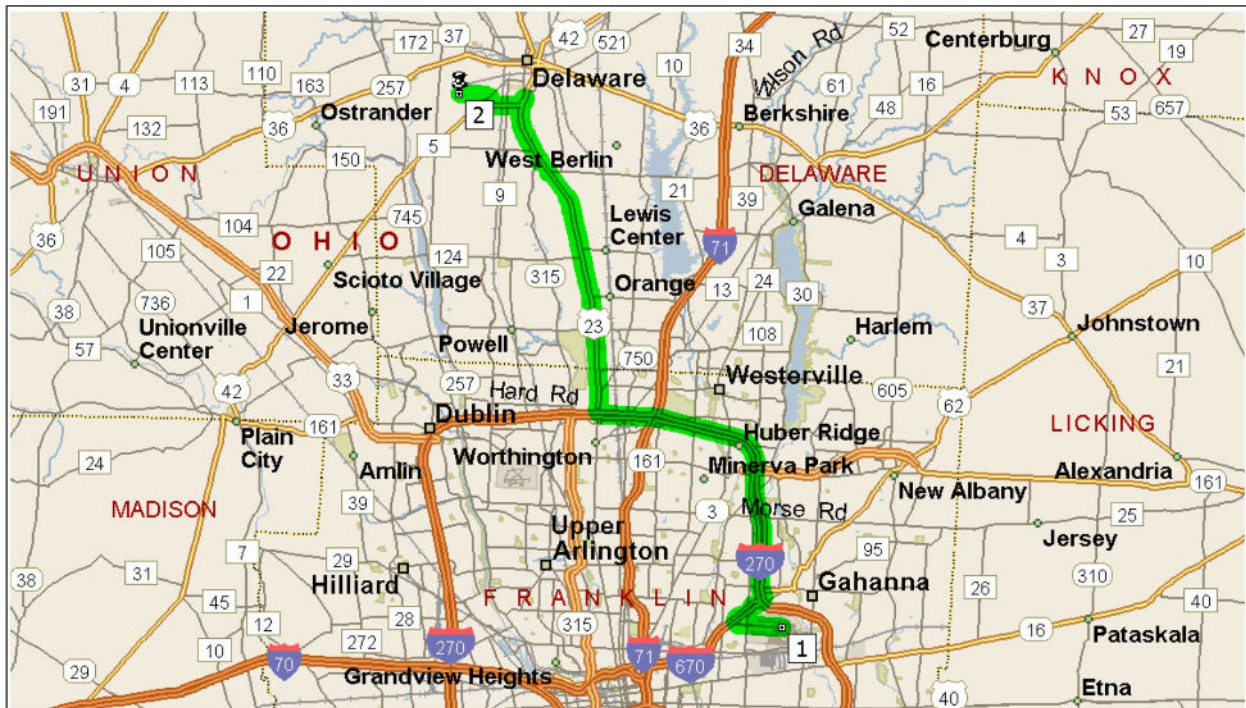 172
37
42
521
34
Wilson Rd
52
Centerburg
27
19
K N O X
31
4
113
110
163
257
Delaware
10
61
16
48
53
657
191
132
36
Ostrander
2
36
Berkshire
5
150
West Berlin
U N I O N
DELAWARE
9
21
39
104
745
Lewis
Center
Galena
36
105
O H I O
71
4
22
124
315
3
10
Scioto Village
Orange
13
24
30
1
736
38
Unionville
Center
Jerome
23
37
Johnstown
57
Powell
750
108
Harlem
21
33
257
Hard Rd
Westerville
605
42
62
Dublin
LICKING
161
Plain
City
Huber Ridge
24
Amlin
Worthington
161
Minerva Park
Alexandria
161
New Albany
MADISON
39
3
Morse Rd
25
Upper
Arlington
Jersey
7
29
270
95
38
31
Hilliard
Gahanna
26
310
45
F R A N K L I N
40
12
28
315
16
Pataskala
272
10
270
71
670
1
29
70
Grandview Heights
40
Etna